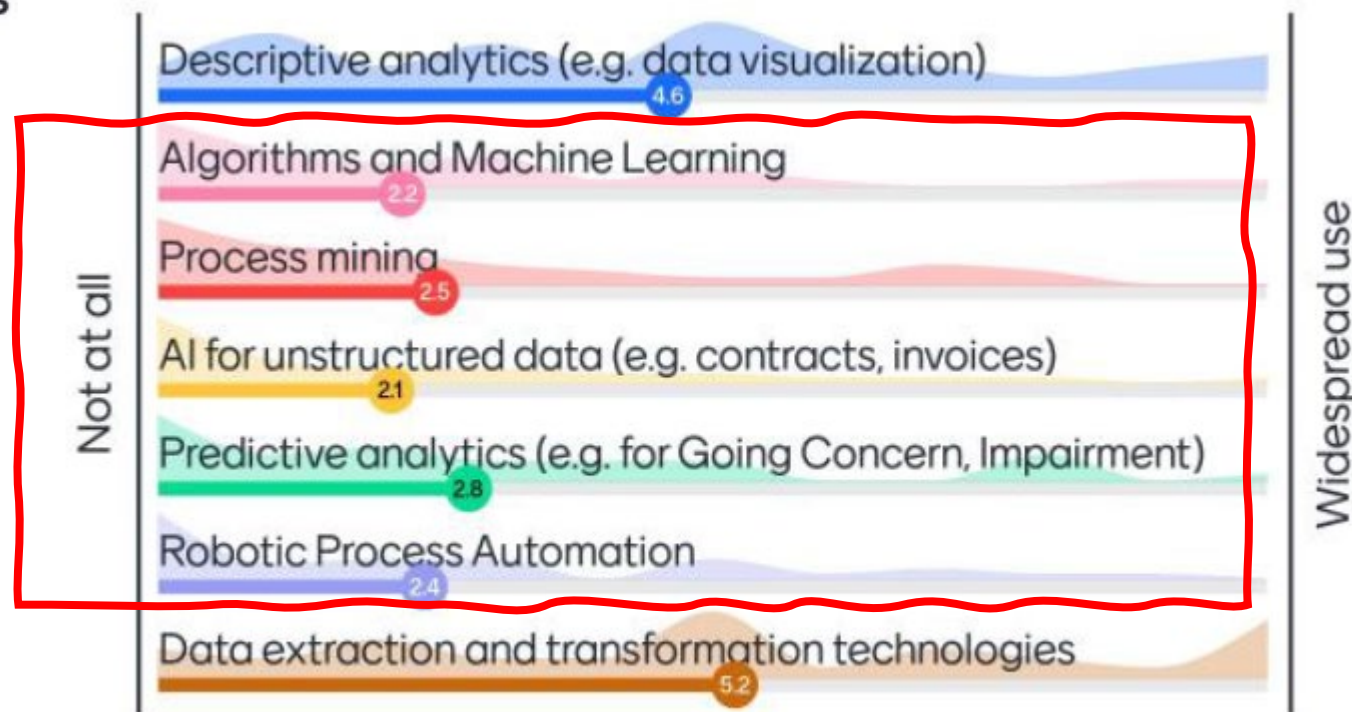 Descriptive analytics (e.g. data visualization)
4.6
Algorithms and Machine Learning
2.2
Process mining
2.5
AI for unstructured data (e.g. contracts, invoices)
2.1
Predictive analytics (e.g. for Going Concern, Impairment)
2.8
Robotic Process Automation
2.4
Data extraction and transformation technologies
5.2
Not at all
Widespread use